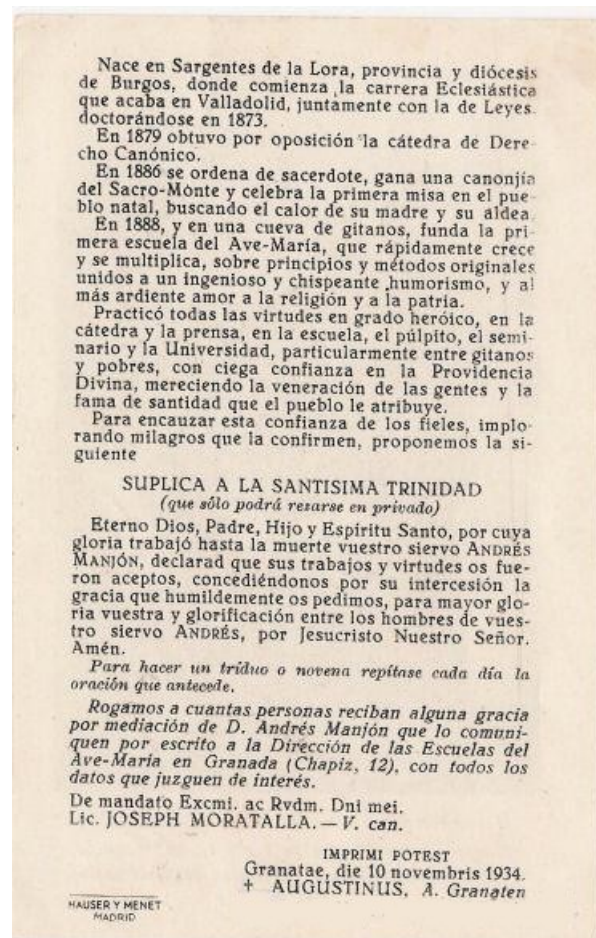 Nace en Sargentes de la Lora, provincia y diócesis
de Burgos, donde comienza la carrera Eclesiástica
que acaba en Valladolid, juntamente con la de Leyes.
doctorándose en 1873.
En 1879 obtuvo por oposición la cátedra de Dere-
cho Canónico.
En 1886 se ordena de sacerdote, gana una canonjía
del Sacro-Monte y celebra la primera misa en el pue-
blo natal, buscando el calor de su madre y su aldea.
En 1888, y en una cueva de gitanos, funda la pri-
mera escuela del Ave-María, que rápidamente crece
y se multiplica, sobre principios y métodos originales
unidos a un ingenioso y chispeante humorismo, y al
más ardiente amor a la religión y a la patria.
Practicó todas las virtudes en grado heróico, en la
cátedra y la prensa, en la escuela, el púlpito, el semi-
nario y la Universidad, particularmente entre gitanos
y pobres, con ciega confianza en la Providencia
Divina, mereciendo la veneración de las gentes y la
fama de santidad que el pueblo le atribuye.
Para encauzar esta confianza de los fieles, implo-
rando milagros que la confirmen, proponemos la si-
guiente
SUPLICA A LA SANTISIMA TRINIDAD
(que sólo podrá rezarse en privado)
Eterno Dios, Padre, Hijo y Espíritu Santo, por cuya
gloria trabajó hasta la muerte vuestro siervo ANDRÉS
MANJÓN, declarad que sus trabajos y virtudes os fue-
ron aceptos, concediéndonos por su intercesión la
gracia que humildemente os pedimos, para mayor glo-
ria vuestra y glorificación entre los hombres de vues-
tro siervo ANDRÉS, por Jesucristo Nuestro Señor.
Amén.
Para hacer un triduo o novena repítase cada día la
oración que antecede.
Rogamos a cuantas personas reciban alguna gracia
por mediación de D. Andrés Manjón que lo comuni-
quen por escrito a la Dirección de las Escuelas del
Ave-María en Granada (Chapiz, 12), con todos los
datos que juzguen de interés.
De mandato Excmi. ac Rvdm. Dni mei.
Lic. JOSEPH MORATALLA.—V. can.
IMPRIMI POTEST
Granatae, die 10 novembris 1934.
+ AUGUSTINUS, A. Granaten
HAUSER Y MENET
MADRID